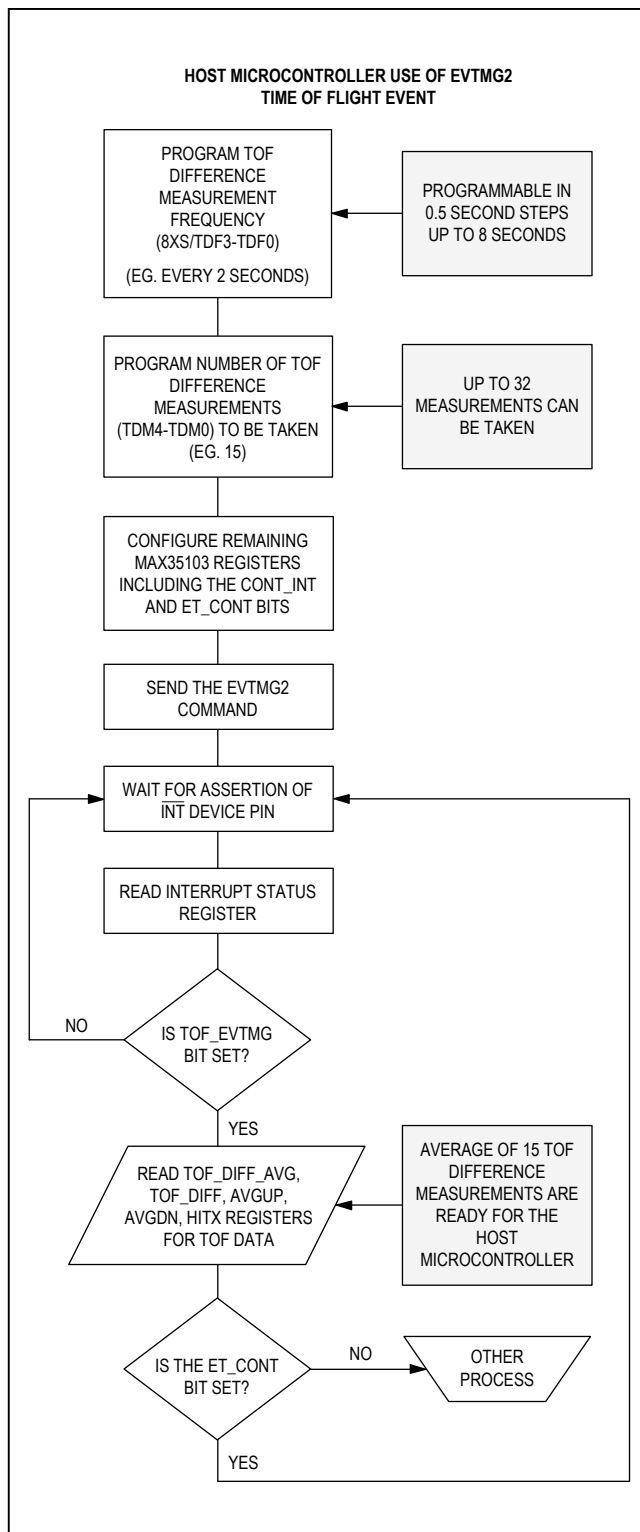 HOST MICROCONTROLLER USE OF EVTMG2
TIME OF FLIGHT EVENT
PROGRAM TOF
DIFFERENCE
MEASUREMENT
FREQUENCY
(8XS/TDF3-TDF0)
(EG. EVERY 2 SECONDS)
PROGRAMMABLE IN
0.5 SECOND STEPS
UP TO 8 SECONDS
PROGRAM NUMBER OF TOF
DIFFERENCE
MEASUREMENTS
(TDM4-TDM0) TO BE TAKEN
(EG. 15)
UP TO 32
MEASUREMENTS CAN
BE TAKEN
CONFIGURE REMAINING
MAX35103 REGISTERS
INCLUDING THE CONT_INT
AND ET_CONT BITS
SEND THE EVTMG2
COMMAND
WAIT FOR ASSERTION OF
INT DEVICE PIN
READ INTERRUPT STATUS
REGISTER
NO
IS TOF_EVTMG
BIT SET?
YES
READ TOF_DIFF_AVG,
TOF_DIFF, AVGUP,
AVGDN, HITX REGISTERS
FOR TOF DATA
AVERAGE OF 15 TOF
DIFFERENCE
MEASUREMENTS ARE
READY FOR THE
HOST
MICROCONTROLLER
IS THE ET_CONT
BIT SET?
NO
OTHER
PROCESS
YES